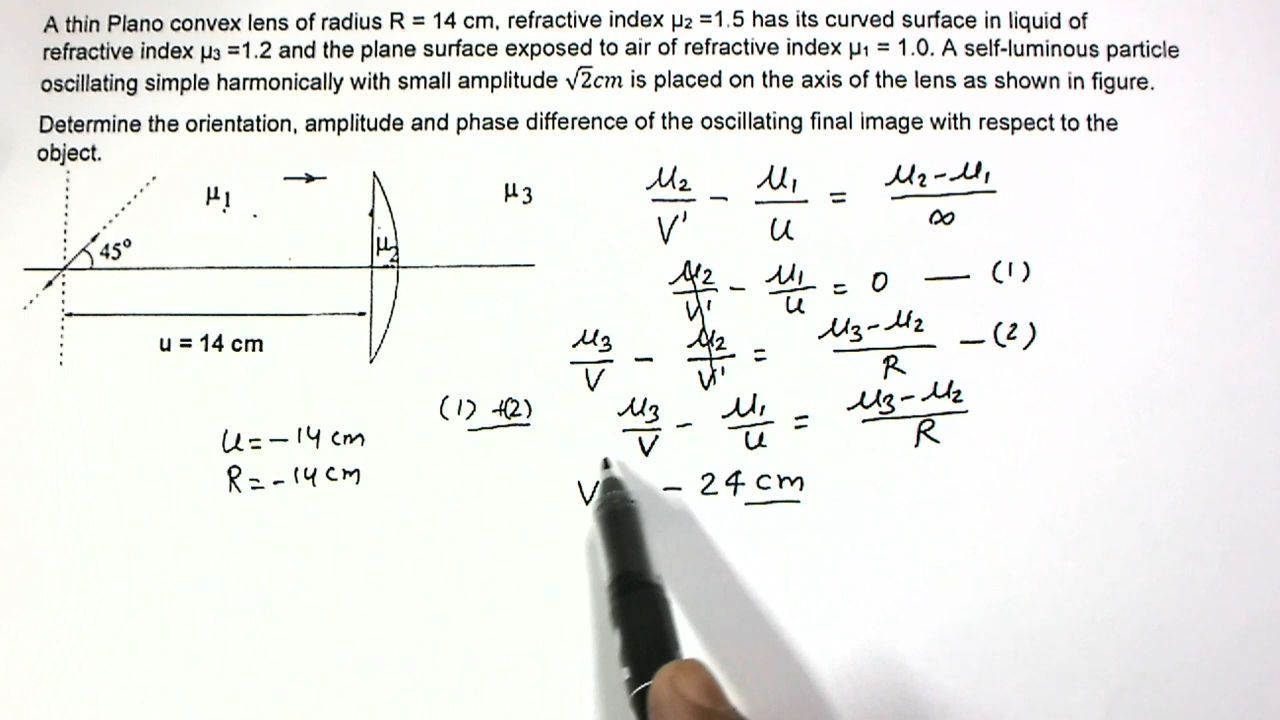 A thin Plano convex lens of radius R = 14 cm, refractive index μ₂ =1.5 has its curved surface in liquid of
refractive index μ₃ =1.2 and the plane surface exposed to air of refractive index μ₁ = 1.0. A self-luminous particle
oscillating simple harmonically with small amplitude √2cm is placed on the axis of the lens as shown in figure.
Determine the orientation, amplitude and phase difference of the oscillating final image with respect to the
object.
μ₁
μ₃
45°
μ₂
u = 14 cm
μ₂/V' - μ₁/u = μ₂-μ₁/∞
μ₂/V' - μ₁/u = 0 — (1)
μ₃/V - μ₂/V' = μ₃-μ₂/R — (2)
(1) +(2) μ₃/V - μ₁/u = μ₃-μ₂/R
u = -14 cm
R = -14 cm
V - 24 cm